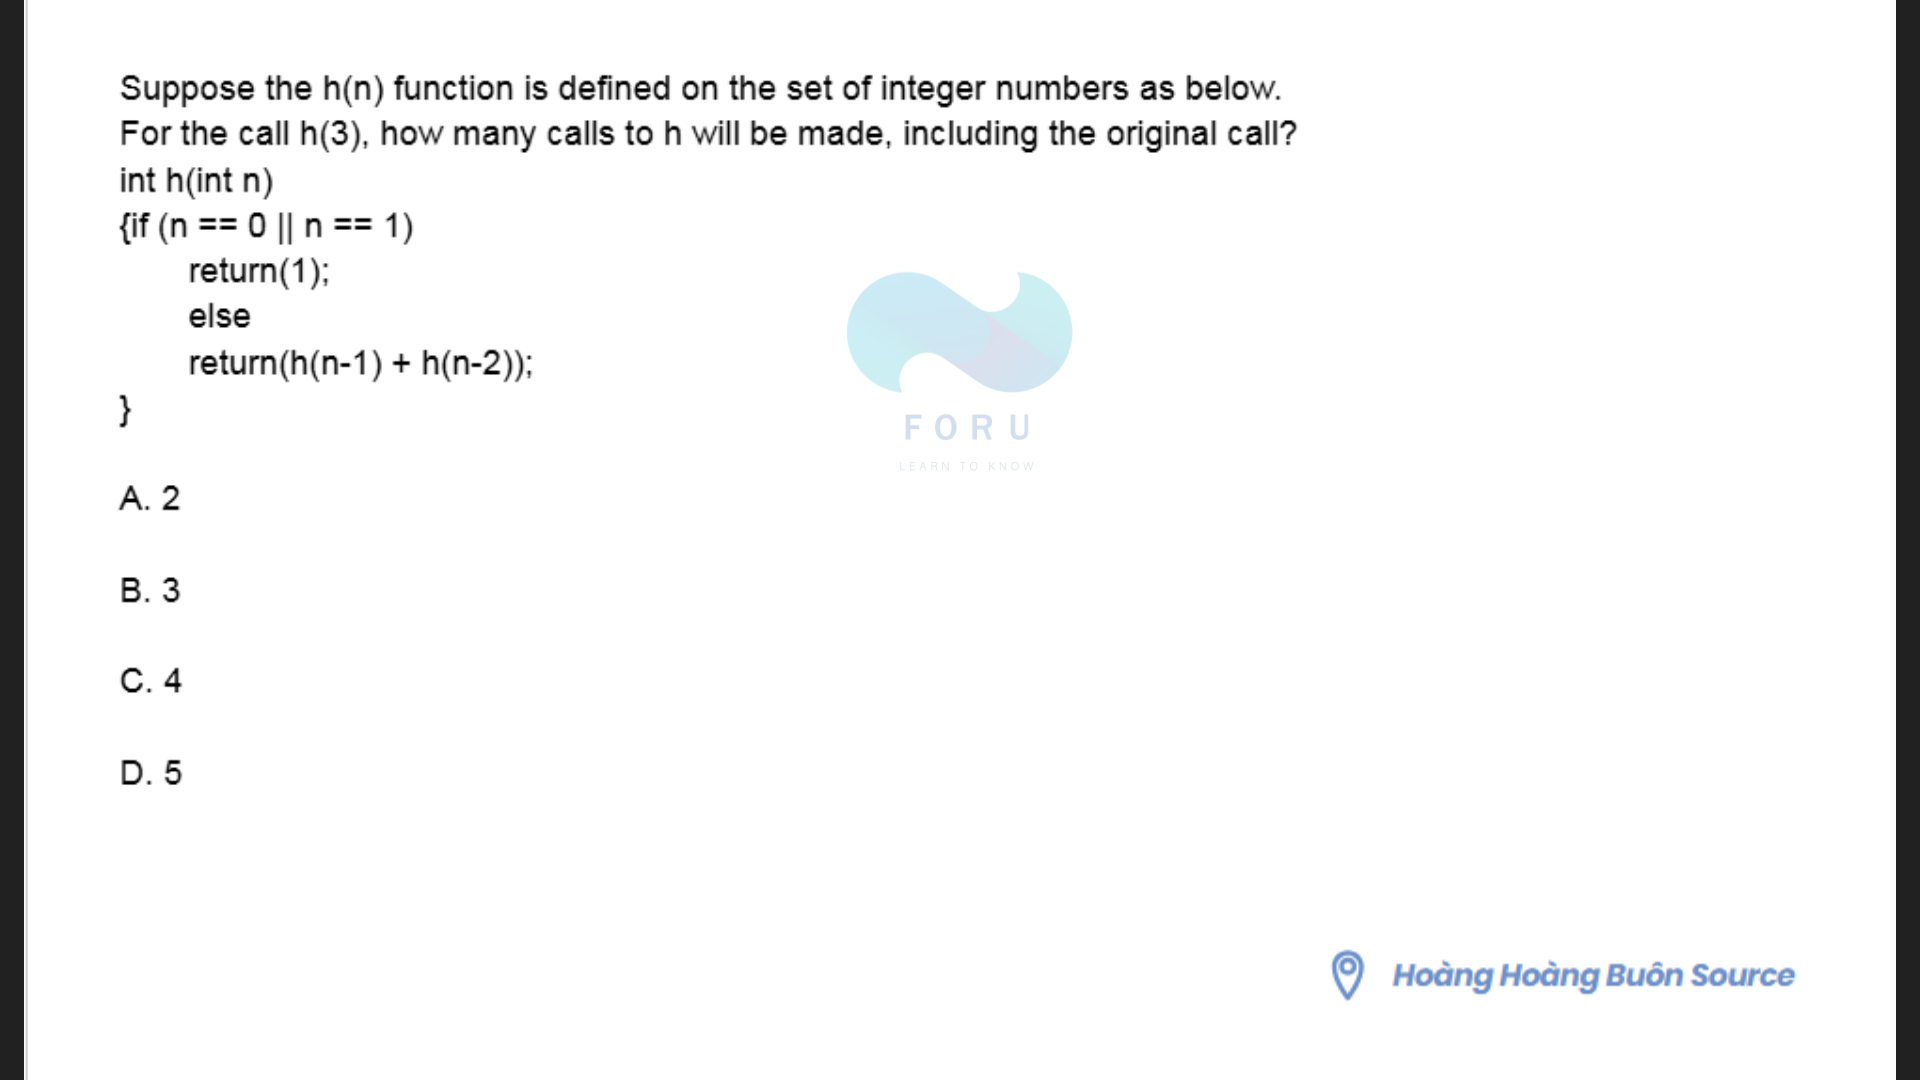 Suppose the h(n) function is defined on the set of integer numbers as below.
For the call h(3), how many calls to h will be made, including the original call?
int h(int n)
{if (n == 0 || n == 1)
return(1);
else
return(h(n-1) + h(n-2));
}
FORU
LEARN TO KNOW
A. 2
B. 3
C. 4
D. 5
Hoàng Hoàng Buôn Source